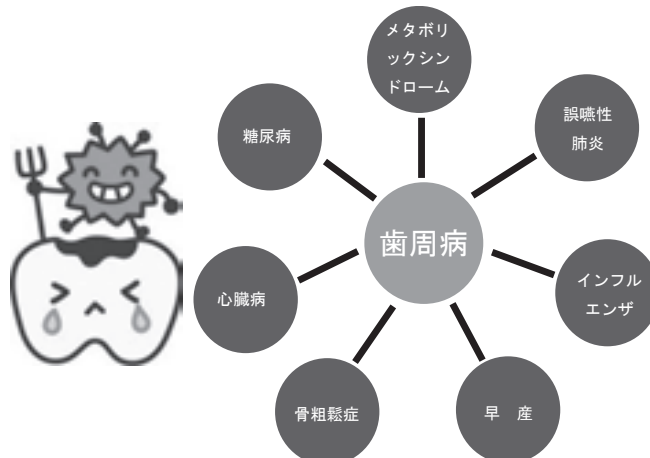 メタボリ
ックシン
ドローム
誤嚥性
肺炎
糖尿病
歯周病
インフル
エンザ
心臓病
早　産
骨粗鬆症